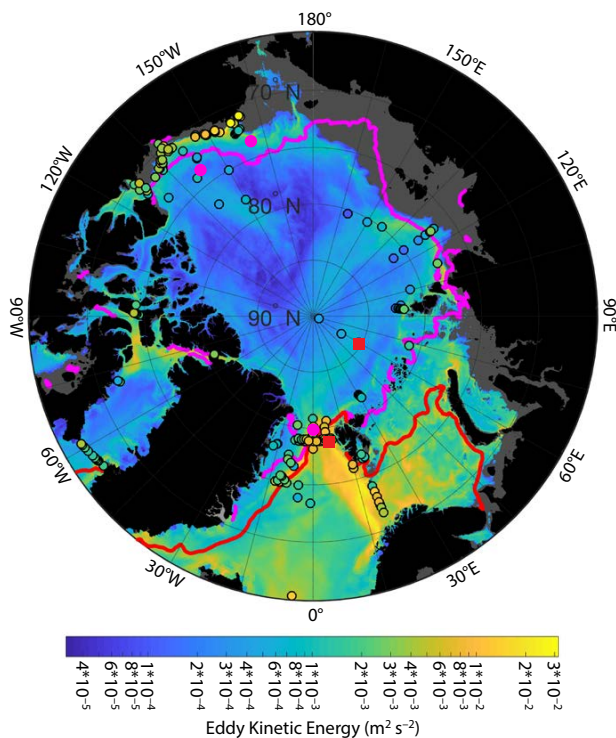 180°
150°W
150°E
70° N
120°W
120°E
80° N
90°W
90° N
90°E
60°W
60°E
30°W
30°E
0°
4*10⁻⁵
6*10⁻⁵
8*10⁻⁵
1*10⁻⁴
2*10⁻⁴
3*10⁻⁴
4*10⁻⁴
6*10⁻⁴
8*10⁻⁴
1*10⁻³
2*10⁻³
3*10⁻³
4*10⁻³
6*10⁻³
8*10⁻³
1*10⁻²
2*10⁻²
3*10⁻²
Eddy Kinetic Energy (m² s⁻²)